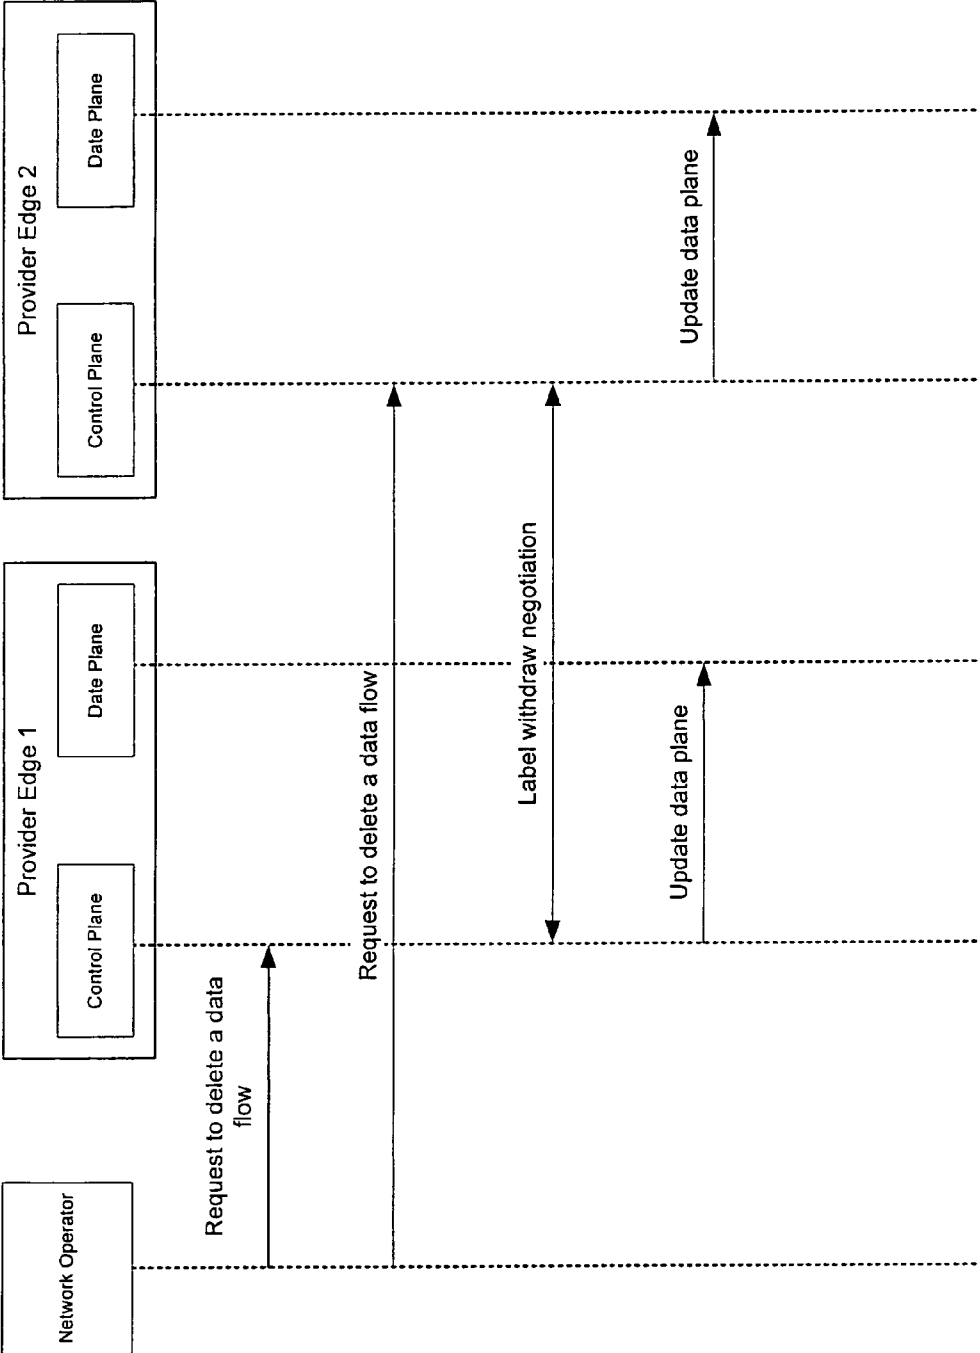 Network Operator
Provider Edge 1
Control Plane
Date Plane
Provider Edge 2
Control Plane
Date Plane
Request to delete a data
flow
Request to delete a data flow
Label withdraw negotiation
Update data plane
Update data plane